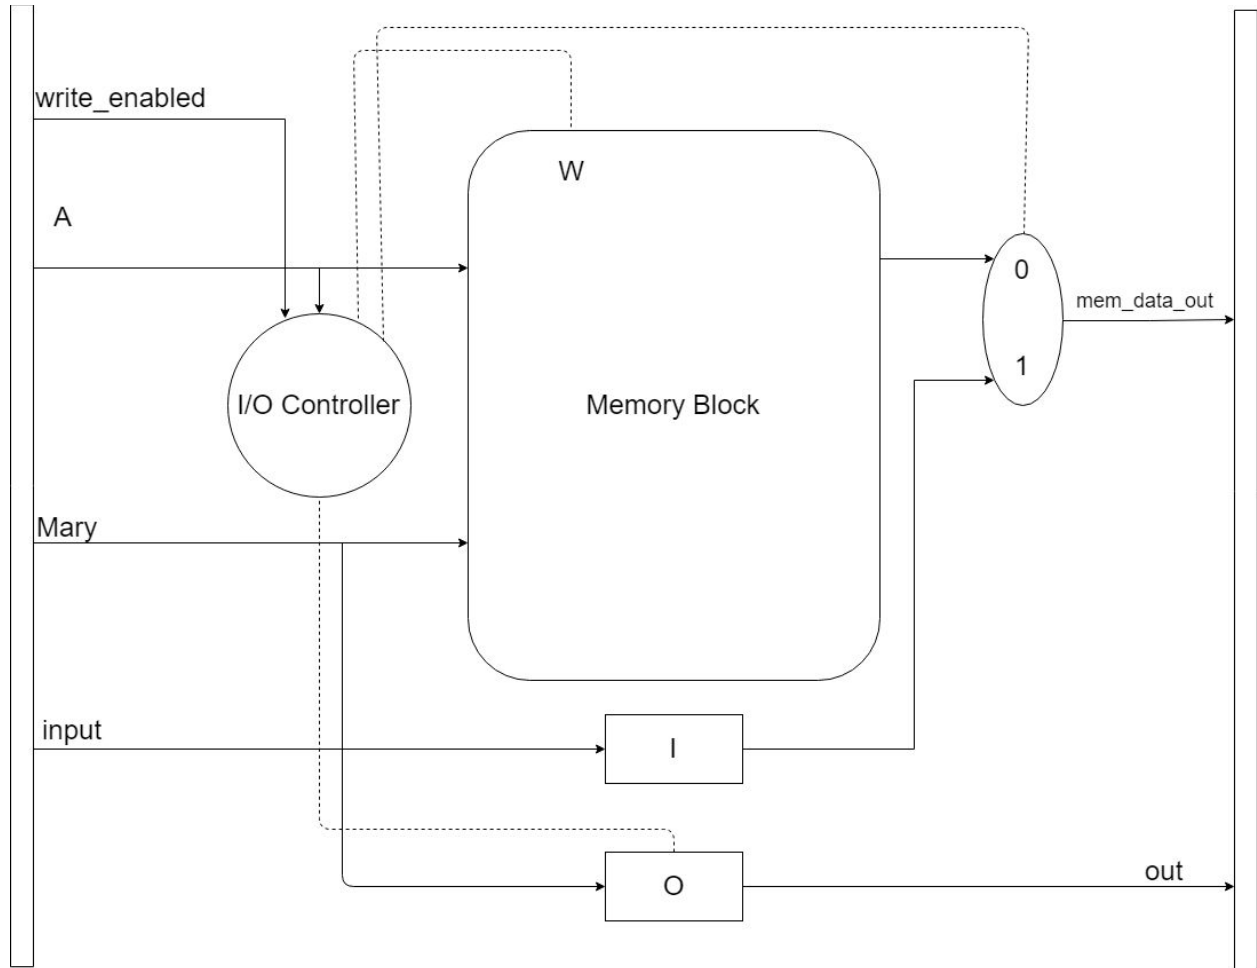 write_enabled
A
W
0
mem_data_out
1
I/O Controller
Memory Block
Mary
input
I
O
out